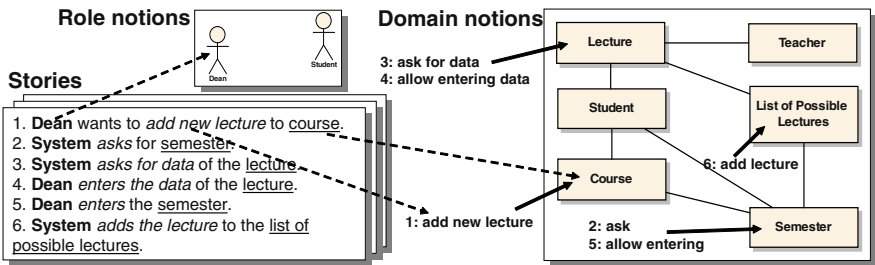 Role notions
Dean
Student
Stories
1. Dean wants to add new lecture to course.
2. System asks for semester.
3. System asks for data of the lecture.
4. Dean enters the data of the lecture.
5. Dean enters the semester.
6. System adds the lecture to the list of
possible lectures.
Domain notions
3: ask for data
4: allow entering data
Lecture
Teacher
Student
List of Possible
Lectures
6: add lecture
Course
1: add new lecture
2: ask
5: allow entering
Semester